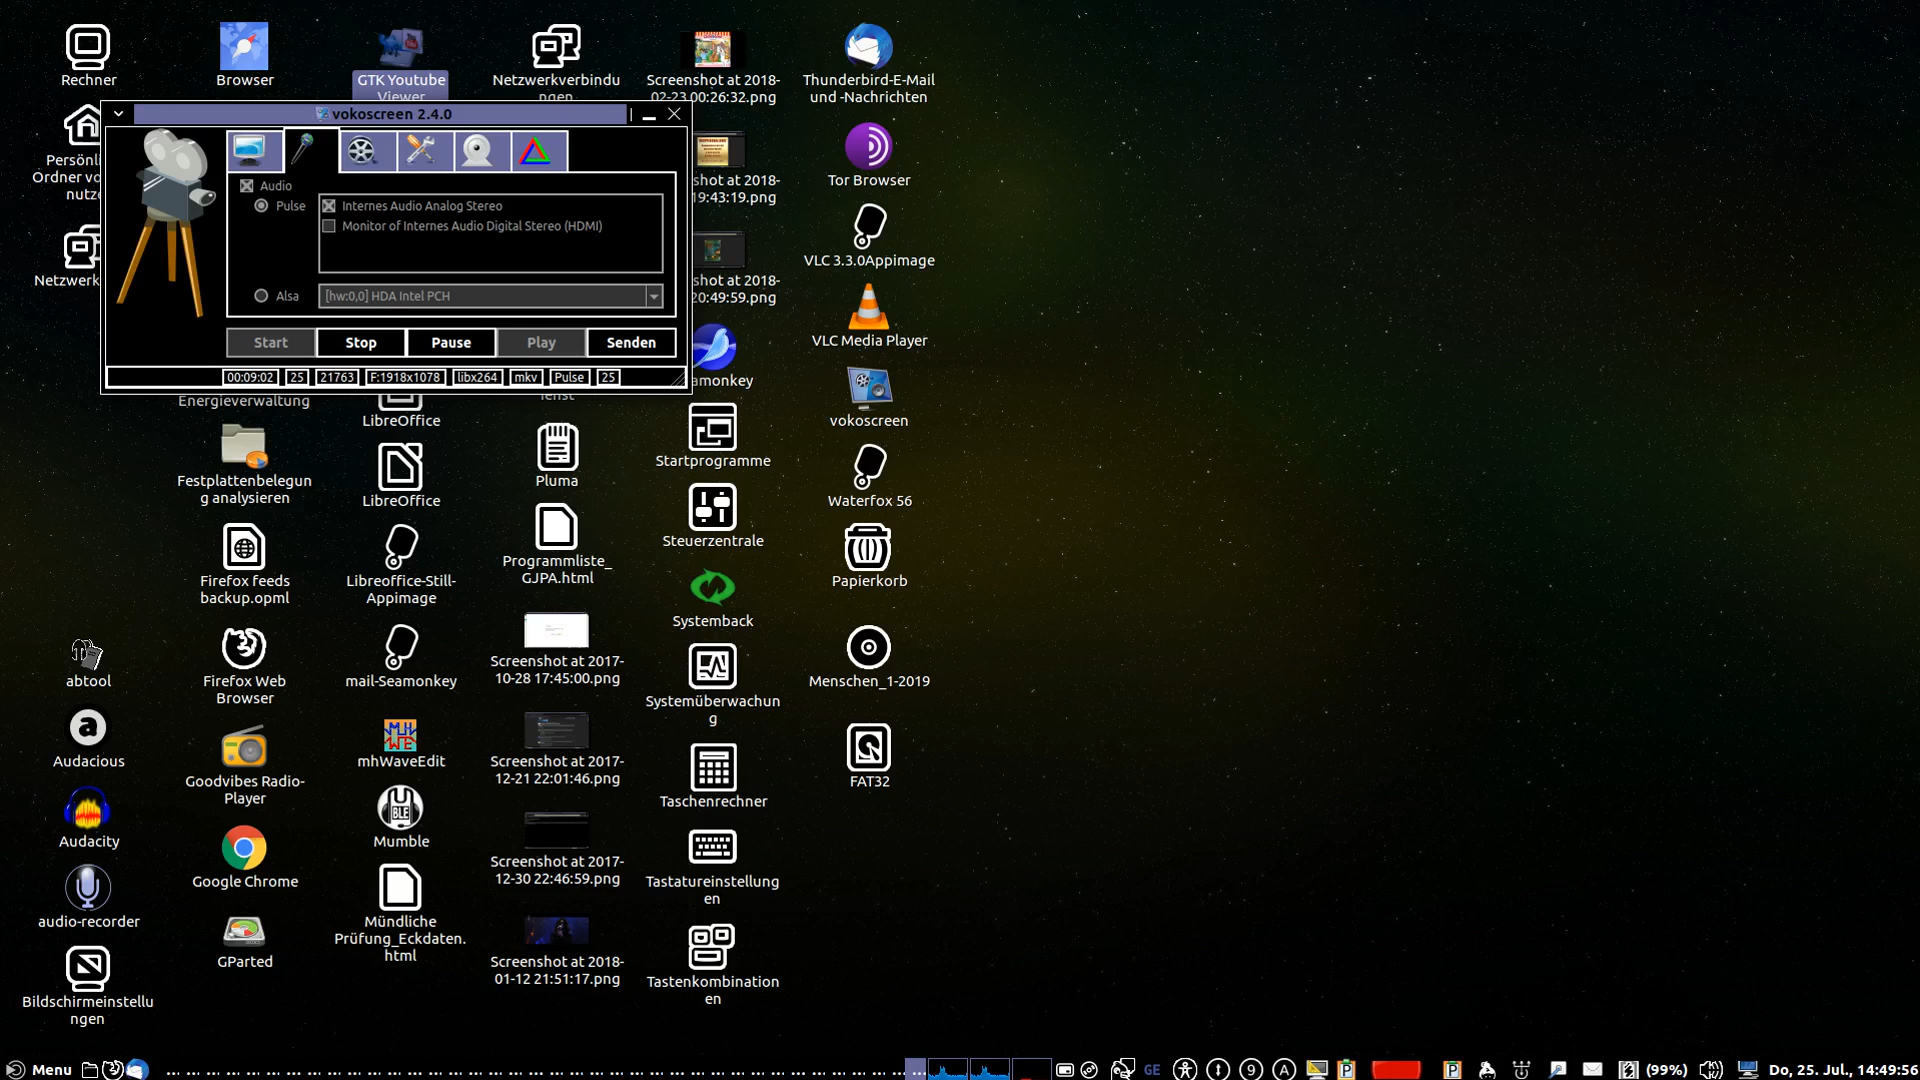 Rechner
Browser
GTK Youtube
Viewer
Netzwerkverbindu
ngen
Screenshot at 2018-
02-23 00:26:32.png
Thunderbird-E-Mail
und -Nachrichten
vokoscreen 2.4.0
Audio
Pulse
Internes Audio Analog Stereo
Monitor of Internes Audio Digital Stereo (HDMI)
Alsa
[hw:0,0] HDA Intel PCH
Start
Stop
Pause
Play
Senden
00:09:02
25
21763
F:1918x1078
libx264
mkv
Pulse
25
Persönli
Ordner vo
nutze
Netzwerk
shot at 2018-
19:43:19.png
shot at 2018-
20:49:59.png
amonkey
Tor Browser
VLC 3.3.0Appimage
VLC Media Player
vokoscreen
Energieverwaltung
LibreOffice
Festplattenbelegun
g analysieren
LibreOffice
Pluma
Startprogramme
Waterfox 56
Firefox feeds
backup.opml
Libreoffice-Still-
Appimage
Programmliste_
GJPA.html
Steuerzentrale
Papierkorb
Systemback
abtool
Firefox Web
Browser
mail-Seamonkey
Screenshot at 2017-
10-28 17:45:00.png
Systemüberwachun
g
Menschen_1-2019
Audacious
Goodvibes Radio-
Player
mhWaveEdit
Screenshot at 2017-
12-21 22:01:46.png
Taschenrechner
FAT32
Audacity
Google Chrome
Mumble
Screenshot at 2017-
12-30 22:46:59.png
Tastatureinstellung
en
audio-recorder
GParted
Mündliche
Prüfung_Eckdaten.
html
Screenshot at 2018-
01-12 21:51:17.png
Tastenkombination
en
Bildschirmeinstellu
ngen
Menu
GE
(99%)
Do, 25. Jul., 14:49:56